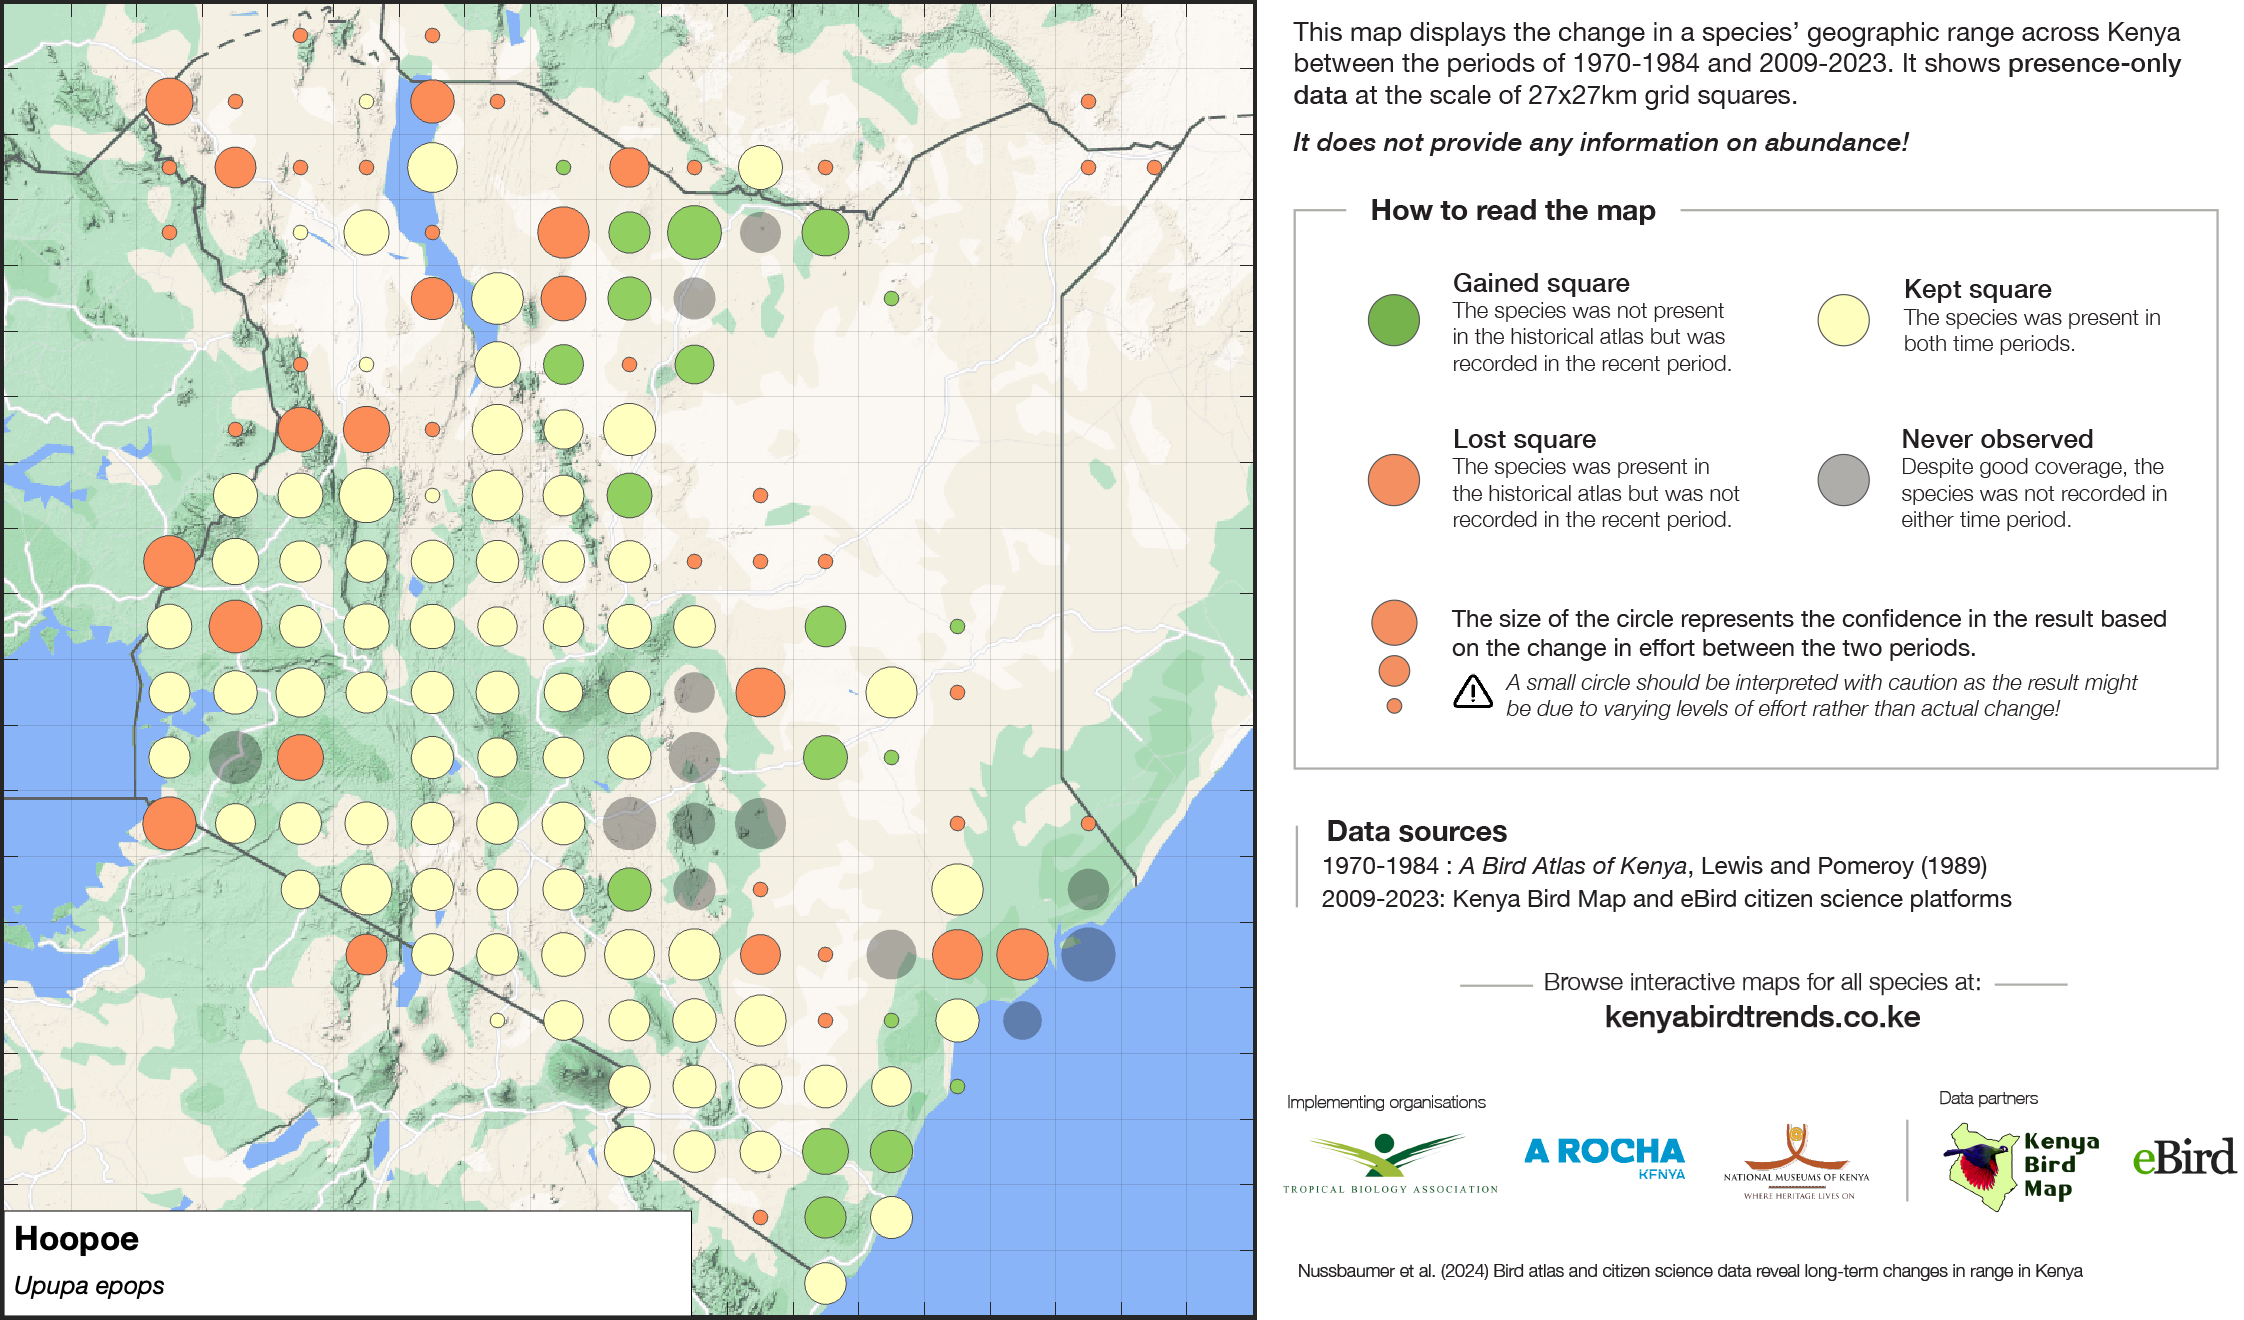 This map displays the change in a species’ geographic range across Kenya
between the periods of 1970-1984 and 2009-2023. It shows presence-only
data at the scale of 27x27km grid squares.
It does not provide any information on abundance!
How to read the map
Gained square
The species was not present
in the historical atlas but was
recorded in the recent period.
Kept square
The species was present in
both time periods.
Lost square
The species was present in
the historical atlas but was not
recorded in the recent period.
Never observed
Despite good coverage, the
species was not recorded in
either time period.
The size of the circle represents the confidence in the result based
on the change in effort between the two periods.
A small circle should be interpreted with caution as the result might
be due to varying levels of effort rather than actual change!
Data sources
1970-1984 : A Bird Atlas of Kenya, Lewis and Pomeroy (1989)
2009-2023: Kenya Bird Map and eBird citizen science platforms
Browse interactive maps for all species at:
kenyabirdtrends.co.ke
Implementing organisations
Data partners
TROPICAL BIOLOGY ASSOCIATION
A ROCHA
KENYA
NATIONAL MUSEUMS OF KENYA
WHERE HERITAGE LIVES ON
Kenya
Bird
Map
eBird
Nussbaumer et al. (2024) Bird atlas and citizen science data reveal long-term changes in range in Kenya
Hoopoe
Upupa epops